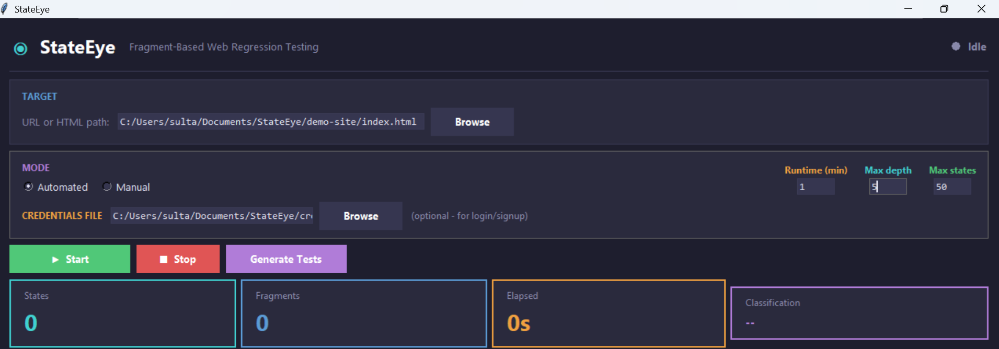 StateEye
StateEye Fragment-Based Web Regression Testing Idle
TARGET
URL or HTML path: C:/Users/sulta/Documents/StateEye/demo-site/index.html Browse
MODE Runtime (min) Max depth Max states
Automated Manual 1 5 50
CREDENTIALS FILE C:/Users/sulta/Documents/StateEye/cre Browse (optional - for login/signup)
Start Stop Generate Tests
States Fragments Elapsed Classification
0 0 0s --